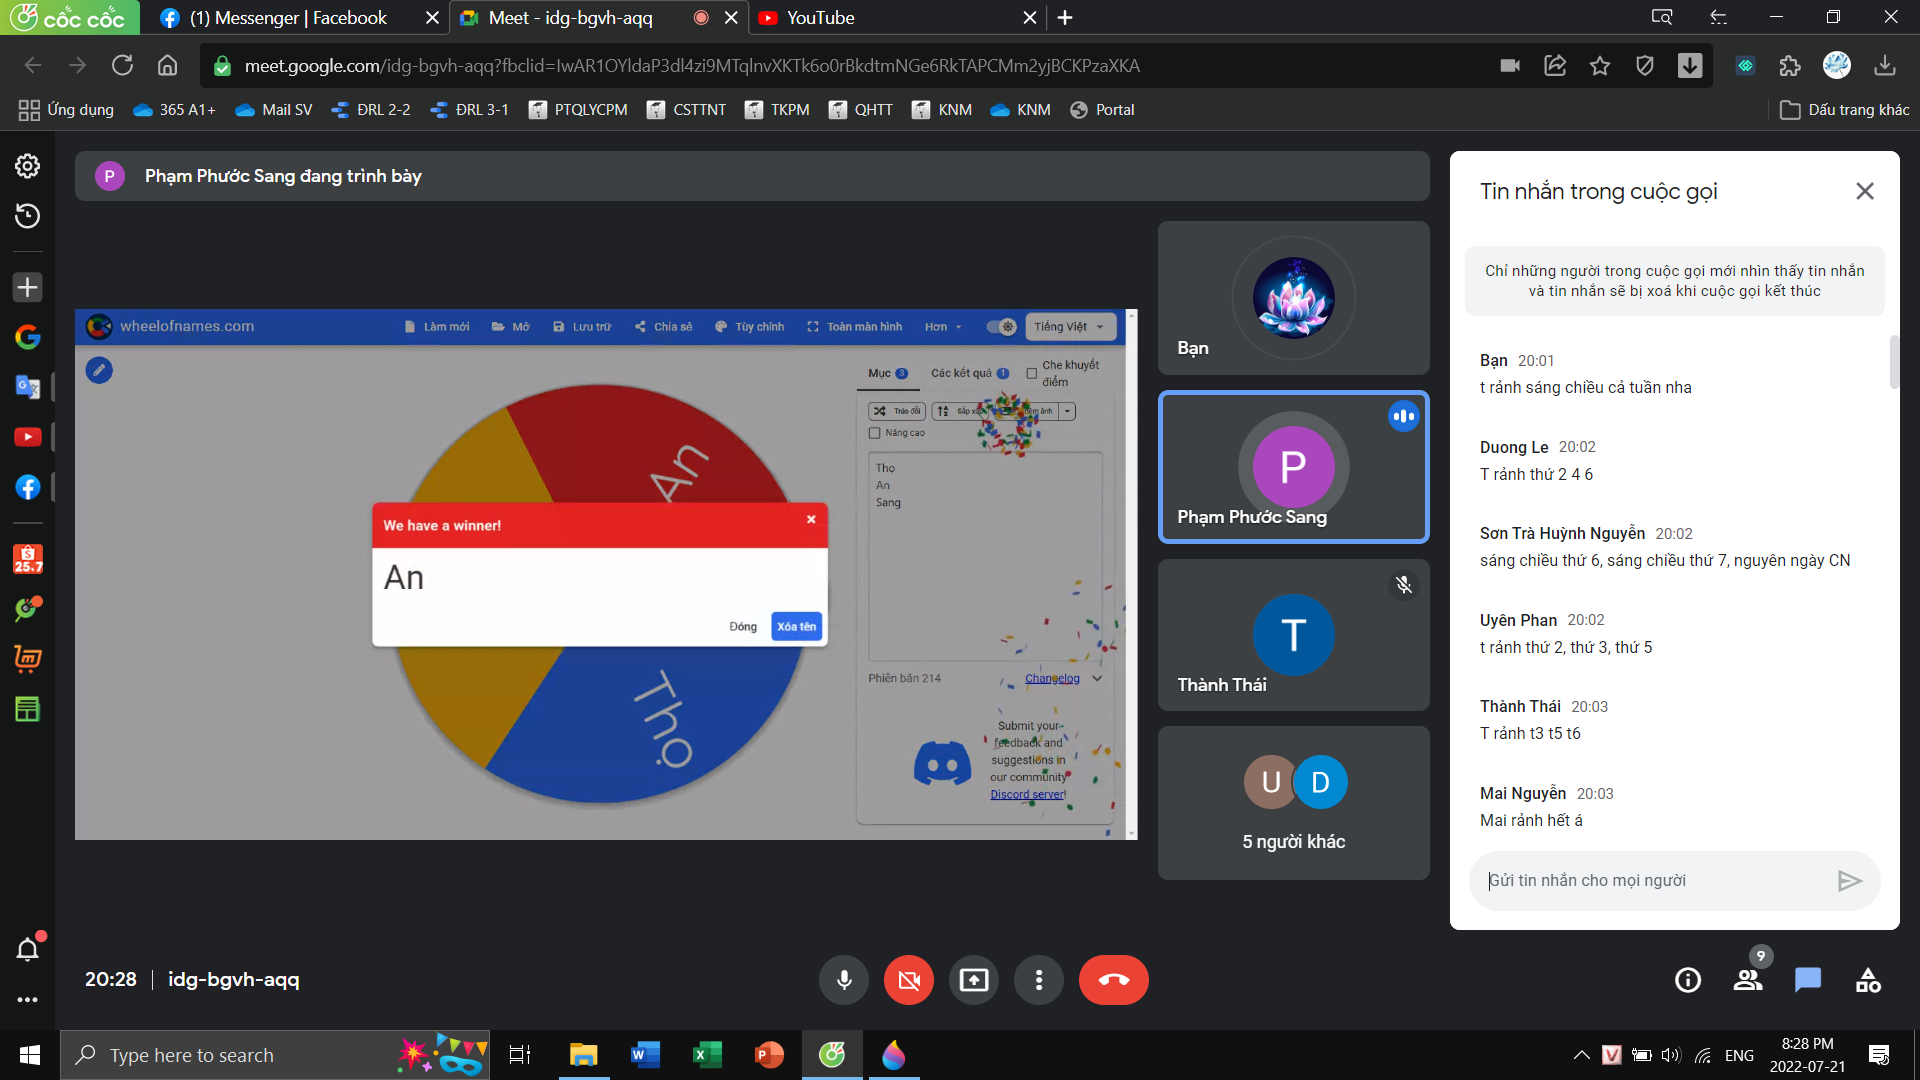 cốc cốc
(1) Messenger | Facebook
Meet - idg-bgvh-aqq
YouTube
meet.google.com/idg-bgvh-aqq?fbclid=IwAR1OYldaP3dl4zi9MTqlnvXKTk6o0rBkdtmNGe6RkTAPCMm2yjBCKPzaXKA
Ứng dụng
365 A1+
Mail SV
ĐRL 2-2
ĐRL 3-1
PTQLYCPM
CSTTNT
TKPM
QHTT
KNM
KNM
Portal
Dấu trang khác
P
Phạm Phước Sang đang trình bày
wheelofnames.com
Làm mới
Mở
Lưu trữ
Chia sẻ
Tùy chỉnh
Toàn màn hình
Hơn
Tiếng Việt
Mục 3
Các kết quả 1
Che khuyết
điểm
Tráo đổi
Nâng cao
Thọ
An
Sang
An
Thọ
We have a winner!
An
Đóng
Xóa tên
Phiên bản 214
Changelog
Submit your
feedback and
suggestions in
our community
Discord server!
Bạn
P
Phạm Phước Sang
T
Thành Thái
U
D
5 người khác
Tin nhắn trong cuộc gọi
Chỉ những người trong cuộc gọi mới nhìn thấy tin nhắn
và tin nhắn sẽ bị xoá khi cuộc gọi kết thúc
Bạn 20:01
t rảnh sáng chiều cả tuần nha
Duong Le 20:02
T rảnh thứ 2 4 6
Sơn Trà Huỳnh Nguyễn 20:02
sáng chiều thứ 6, sáng chiều thứ 7, nguyên ngày CN
Uyên Phan 20:02
t rảnh thứ 2, thứ 3, thứ 5
Thành Thái 20:03
T rảnh t3 t5 t6
Mai Nguyễn 20:03
Mai rảnh hết á
Gửi tin nhắn cho mọi người
25.7
20:28
idg-bgvh-aqq
9
Type here to search
ENG
8:28 PM
2022-07-21